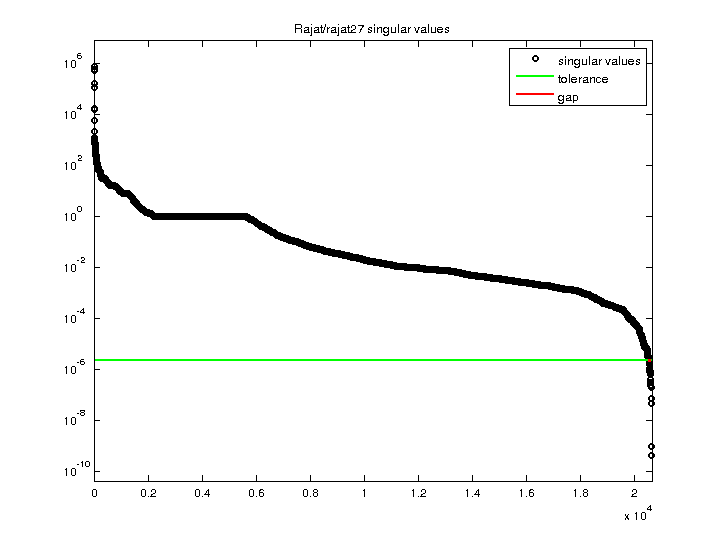 Rajat/rajat27 singular values
singular values
tolerance
gap
10^6
10^4
10^2
10^0
10^-2
10^-4
10^-6
10^-8
10^-10
0 0.2 0.4 0.6 0.8 1 1.2 1.4 1.6 1.8 2
x 10^4